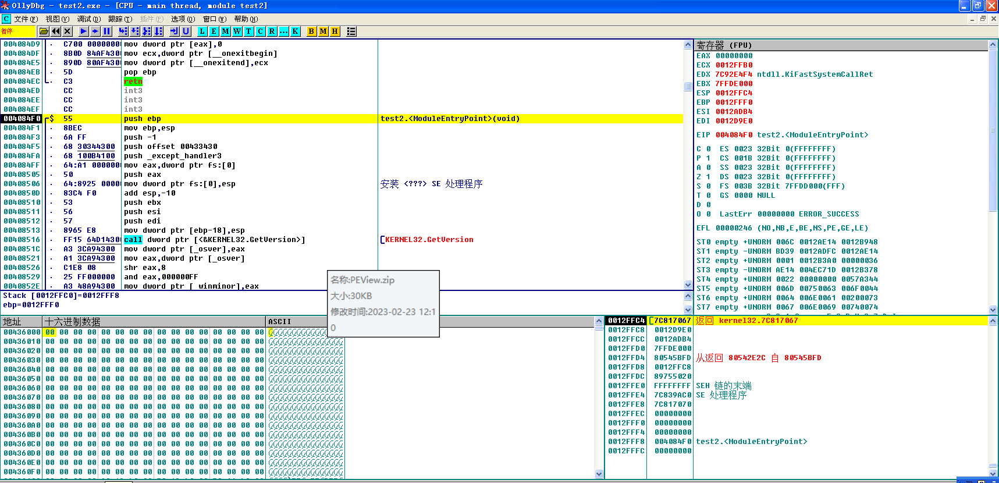 OllyDbg - test2.exe - [CPU - main thread, module test2]
C 文件(F) 视图(V) 调试(D) 跟踪(T) 插件(P) 选项(O) 窗口(W) 帮助(H)
暂停 L E M W T C R ... K B M H
004084D9 · C700 0000000 mov dword ptr [eax],0
004084DF · 8B0D 84AF430 mov ecx,dword ptr [__onexitbegin]
004084E5 · 890D 80AF430 mov dword ptr [__onexitend],ecx
004084EB · 5D pop ebp
004084EC · C3 retn
004084ED CC int3
004084EE CC int3
004084EF CC int3
004084F0 $ 55 push ebp test2.<ModuleEntryPoint>(void)
004084F1 · 8BEC mov ebp,esp
004084F3 · 6A FF push -1
004084F5 · 68 30344300 push offset 00433430
004084FA · 68 100B4100 push _except_handler3
004084FF · 64:A1 0000000 mov eax,dword ptr fs:[0]
00408505 · 50 push eax
00408506 · 64:8925 0000 mov dword ptr fs:[0],esp 安装 <???> SE 处理程序
0040850D · 83C4 F0 add esp,-10
00408510 · 53 push ebx
00408511 · 56 push esi
00408512 · 57 push edi
00408513 · 8965 E8 mov dword ptr [ebp-18],esp
00408516 · FF15 64D1430 call dword ptr [<&KERNEL32.GetVersion>] [KERNEL32.GetVersion
0040851C · A3 3CA94300 mov dword ptr [_osver],eax
00408521 · A1 3CA94300 mov eax,dword ptr [_osver]
00408526 · C1E8 08 shr eax,8
00408529 · 25 FF000000 and eax,000000FF
0040852E · A3 48A94300 mov dword ptr [_winminor],eax
Stack [0012FFC0]=0012FFF8
ebp=0012FFF0
名称:PEView.zip
大小:30KB
修改时间:2023-02-23 12:1
0
寄存器 (FPU)
EAX 00000000
ECX 0012FFB0
EDX 7C92E4F4 ntdll.KiFastSystemCallRet
EBX 7FFDE000
ESP 0012FFC4
EBP 0012FFF0
ESI 0012ADB4
EDI 0012D9E0
EIP 004084F0 test2.<ModuleEntryPoint>
C 0 ES 0023 32Bit 0(FFFFFFFF)
P 1 CS 001B 32Bit 0(FFFFFFFF)
A 0 SS 0023 32Bit 0(FFFFFFFF)
Z 1 DS 0023 32Bit 0(FFFFFFFF)
S 0 FS 003B 32Bit 7FFDD000(FFF)
T 0 GS 0000 NULL
D 0
O 0 LastErr 00000000 ERROR_SUCCESS
EFL 00000246 (NO,NB,E,BE,NS,PE,GE,LE)
ST0 empty +UNORM 006C 0012AE14 0012B948
ST1 empty -UNORM BD39 0012ADFC 0012AE14
ST2 empty +UNORM 0001 0012B3A0 00000036
ST3 empty -UNORM AE14 004EC71D 0012B378
ST4 empty +UNORM 0022 00000000 0057A344
ST5 empty +UNORM 006D 00750063 006F0044
ST6 empty +UNORM 0064 006E0061 00200073
ST7 empty +UNORM 0067 006E0069 00740074
地址 十六进制数据 ASCII
00436000 00 00 00 00 00 00 00 00 00 00 00 00 00 00 00 00
00436010 00 00 00 00 00 00 00 00 00 00 00 00 00 00 00 00
00436020 00 00 00 00 00 00 00 00 00 00 00 00 00 00 00 00
00436030 00 00 00 00 00 00 00 00 00 00 00 00 00 00 00 00
00436040 00 00 00 00 00 00 00 00 00 00 00 00 00 00 00 00
00436050 00 00 00 00 00 00 00 00 00 00 00 00 00 00 00 00
00436060 00 00 00 00 00 00 00 00 00 00 00 00 00 00 00 00
00436070 00 00 00 00 00 00 00 00 00 00 00 00 00 00 00 00
00436080 00 00 00 00 00 00 00 00 00 00 00 00 00 00 00 00
00436090 00 00 00 00 00 00 00 00 00 00 00 00 00 00 00 00
004360A0 00 00 00 00 00 00 00 00 00 00 00 00 00 00 00 00
004360B0 00 00 00 00 00 00 00 00 00 00 00 00 00 00 00 00
004360C0 00 00 00 00 00 00 00 00 00 00 00 00 00 00 00 00
004360D0 00 00 00 00 00 00 00 00 00 00 00 00 00 00 00 00
004360E0 00 00 00 00 00 00 00 00 00 00 00 00 00 00 00 00
004360F0 00 00 00 00 00 00 00 00 00 00 00 00 00 00 00 00
0012FFC4 [7C817067 返回 kernel32.7C817067
0012FFC8 0012D9E0
0012FFCC 0012ADB4
0012FFD0 7FFDE000
0012FFD4 80545BFD 从返回 80542E2C 自 80545BFD
0012FFD8 0012FFC8
0012FFDC 89755020
0012FFE0 FFFFFFFF SEH 链的末端
0012FFE4 7C839AC0 SE 处理程序
0012FFE8 7C817070
0012FFEC 00000000
0012FFF0 00000000
0012FFF4 00000000
0012FFF8 004084F0 test2.<ModuleEntryPoint>
0012FFFC 00000000